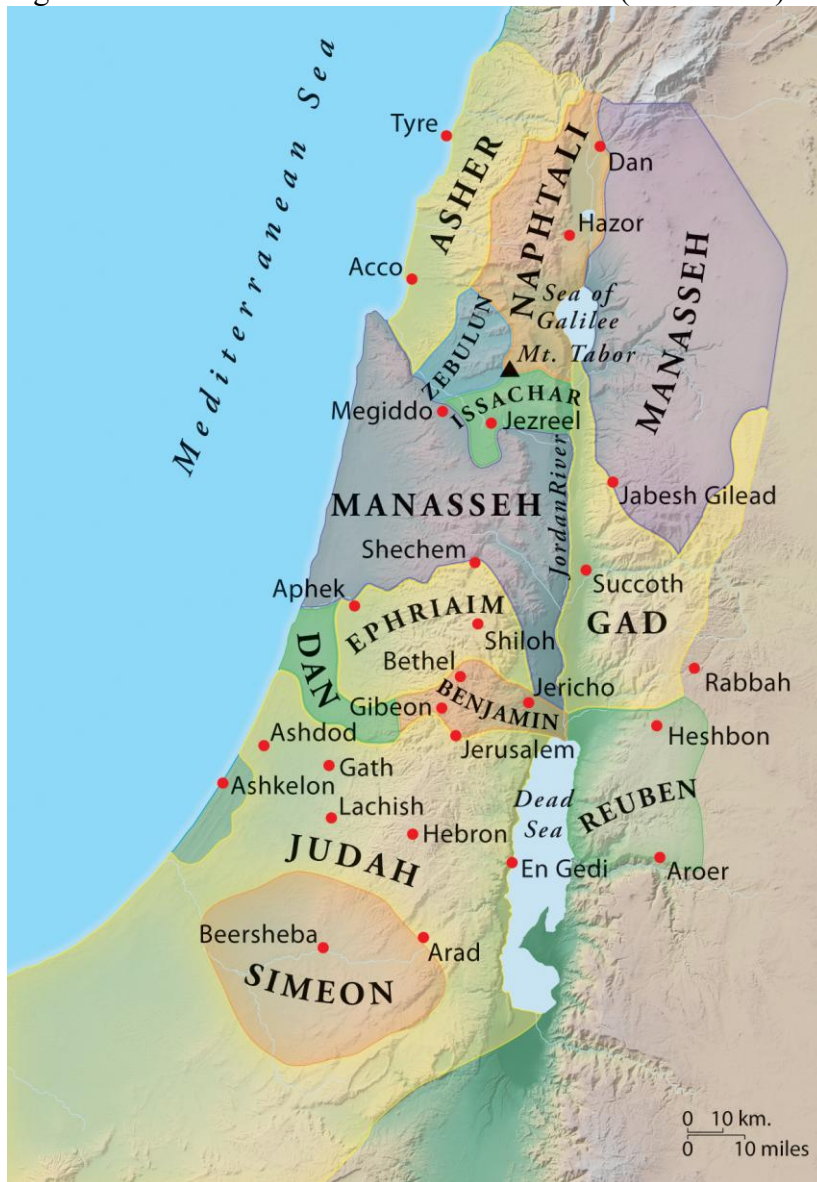 Mediterranean Sea
Tyre
ASHER
NAPHTALI
Dan
Hazor
MANASSEH
Acco
Sea of
Galilee
ZEBULUN
Mt. Tabor
Megiddo
ISSACHAR
Jezreel
MANASSEH
Jordan River
Jabesh Gilead
Shechem
Succoth
Aphek
EPHRIAIM
GAD
Shiloh
DAN
Bethel
Rabbah
Gibeon
BENJAMIN
Jericho
Heshbon
Ashdod
Jerusalem
Gath
Ashkelon
Dead
Sea
REUBEN
Lachish
Hebron
JUDAH
En Gedi
Aroer
Beersheba
Arad
SIMEON
0 10 km.
0 10 miles